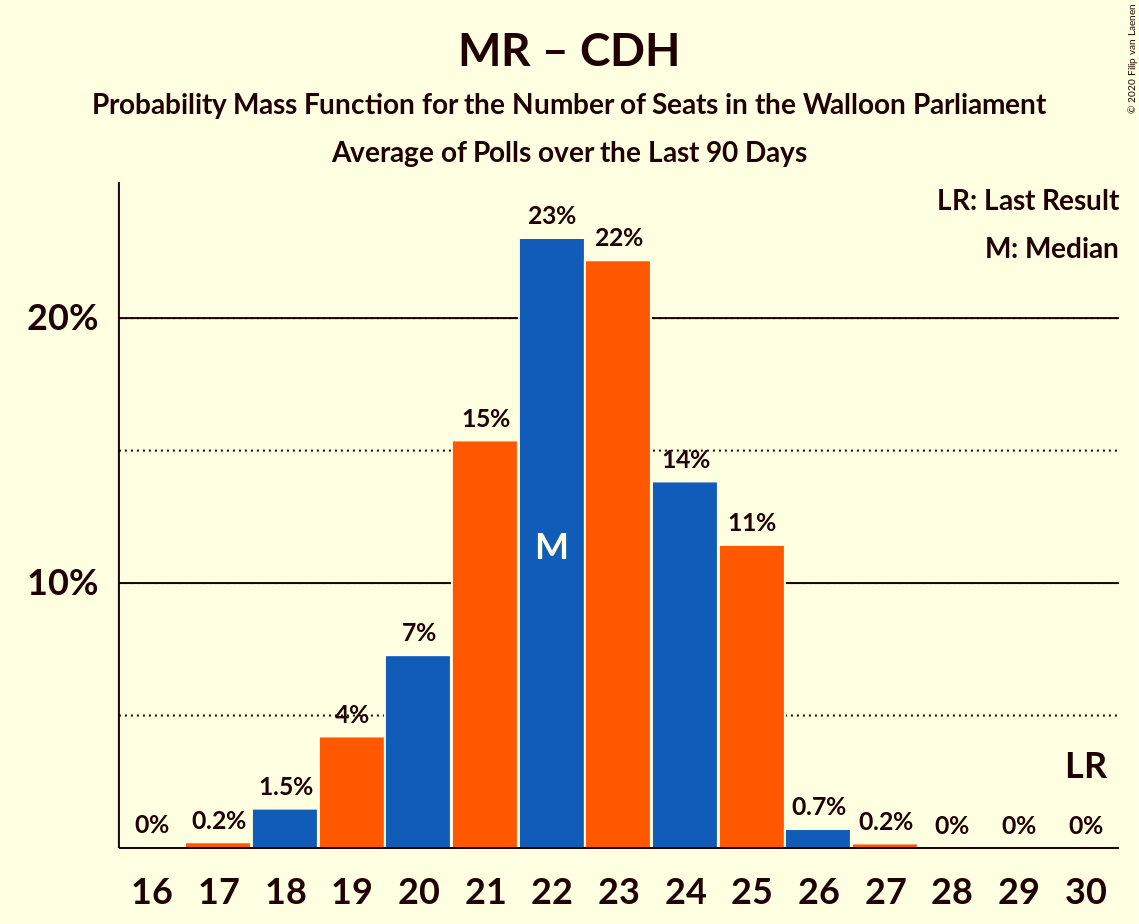 MR – CDH
Probability Mass Function for the Number of Seats in the Walloon Parliament
Average of Polls over the Last 90 Days
© 2020 Filip van Laenen
LR: Last Result
M: Median
20%
10%
0%
0.2%
1.5%
4%
7%
15%
23%
22%
14%
11%
0.7%
0.2%
0%
0%
0%
M
LR
16 17 18 19 20 21 22 23 24 25 26 27 28 29 30